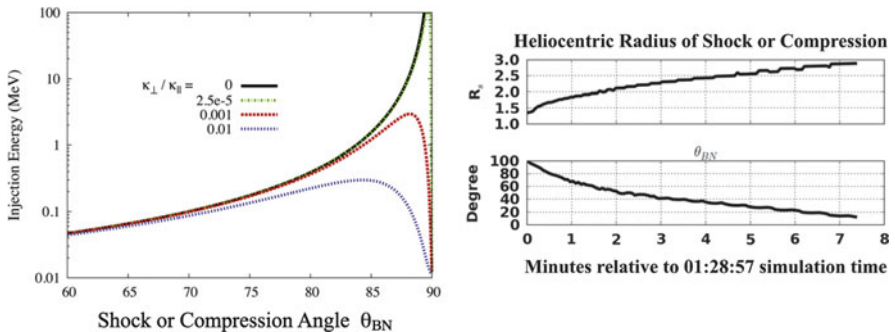 100
10
1
0.1
0.01
Injection Energy (MeV)
κ⊥ / κ∥ = 0
2.5e-5
0.001
0.01
60 65 70 75 80 85 90
Shock or Compression Angle θBN
Heliocentric Radius of Shock or Compression
3.0
2.5
2.0
1.5
1.0
Rs
θBN
100
80
60
40
20
0
Degree
0 1 2 3 4 5 6 7 8
Minutes relative to 01:28:57 simulation time